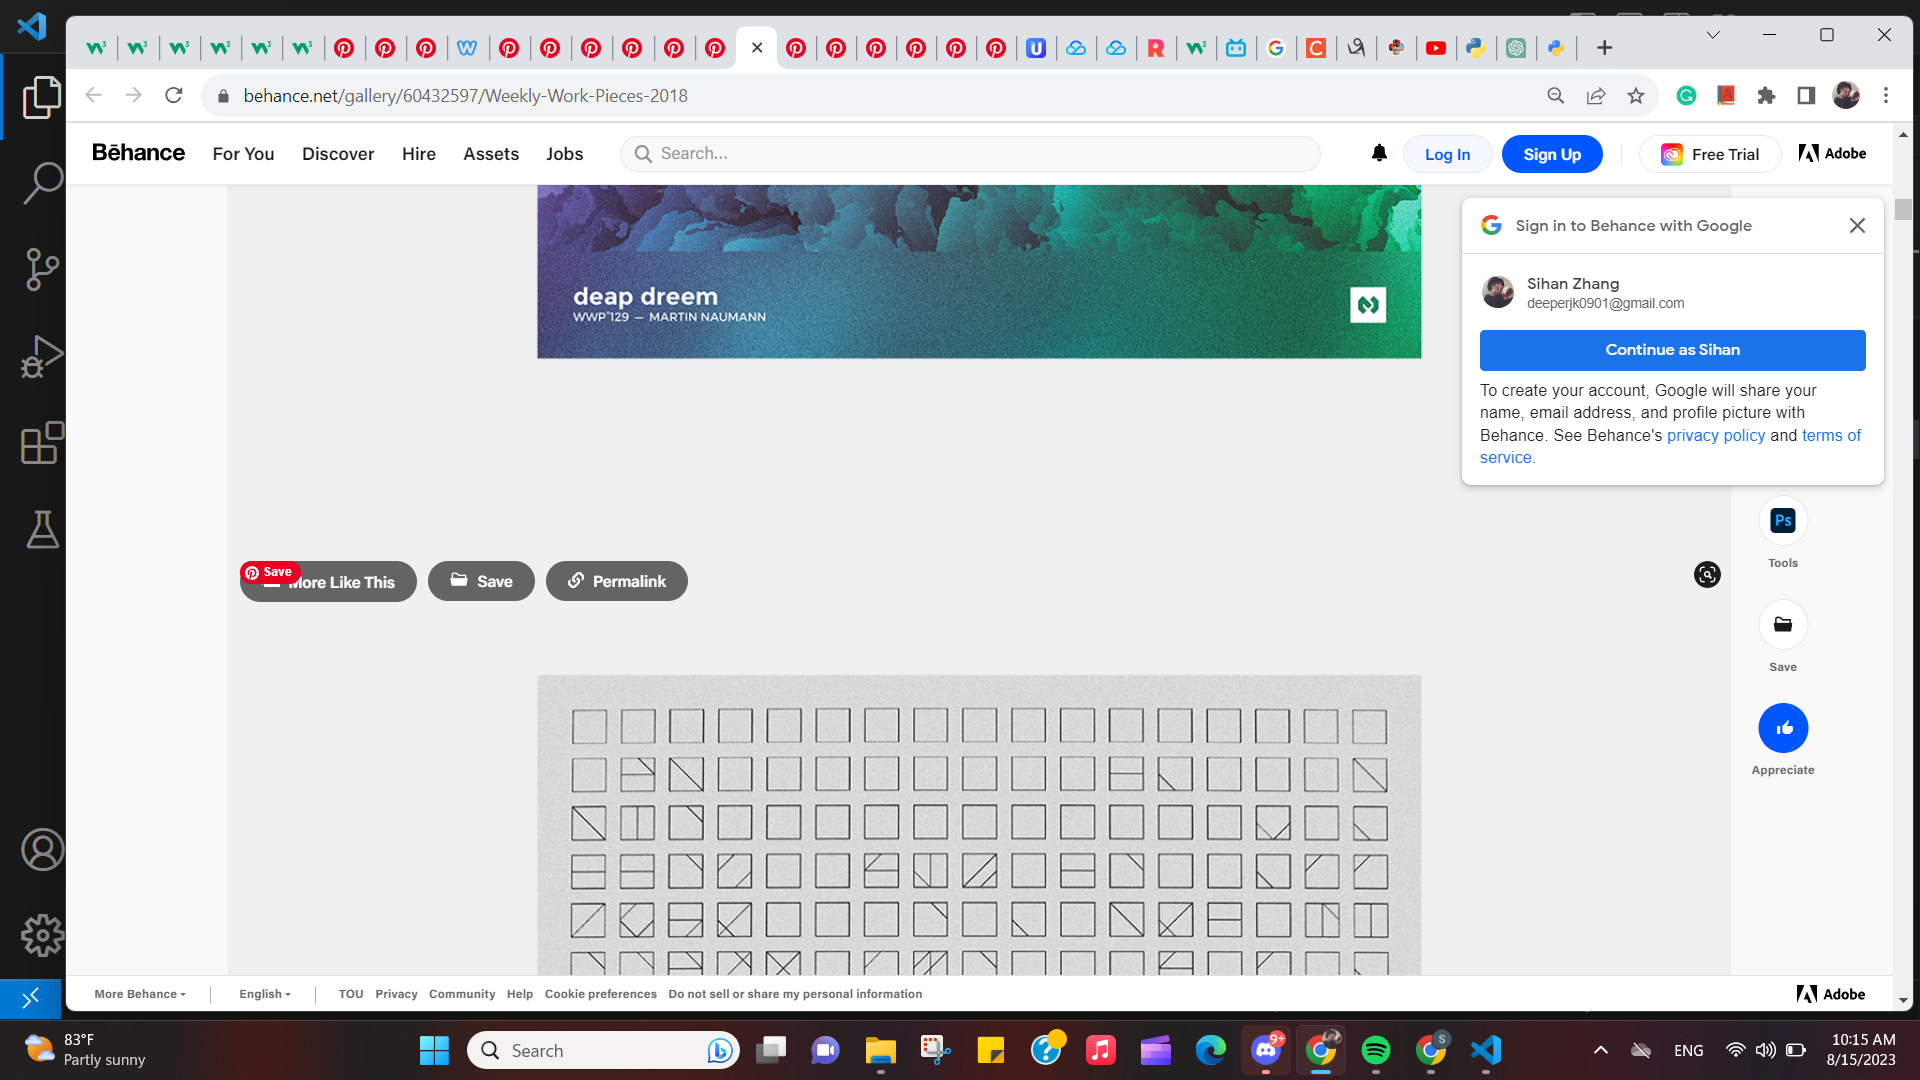 behance.net/gallery/60432597/Weekly-Work-Pieces-2018
Bēhance
For You
Discover
Hire
Assets
Jobs
Search...
Log In
Sign Up
Free Trial
Adobe
deap dreem
WWP°129 — MARTIN NAUMANN
Sign in to Behance with Google
Sihan Zhang
deeperjk0901@gmail.com
Continue as Sihan
To create your account, Google will share your
name, email address, and profile picture with
Behance. See Behance's privacy policy and terms of
service.
Ps
Tools
Save
More Like This
Save
Permalink
Save
Appreciate
More Behance
English
TOU
Privacy
Community
Help
Cookie preferences
Do not sell or share my personal information
Adobe
83°F
Partly sunny
Search
9+
S
ENG
10:15 AM
8/15/2023